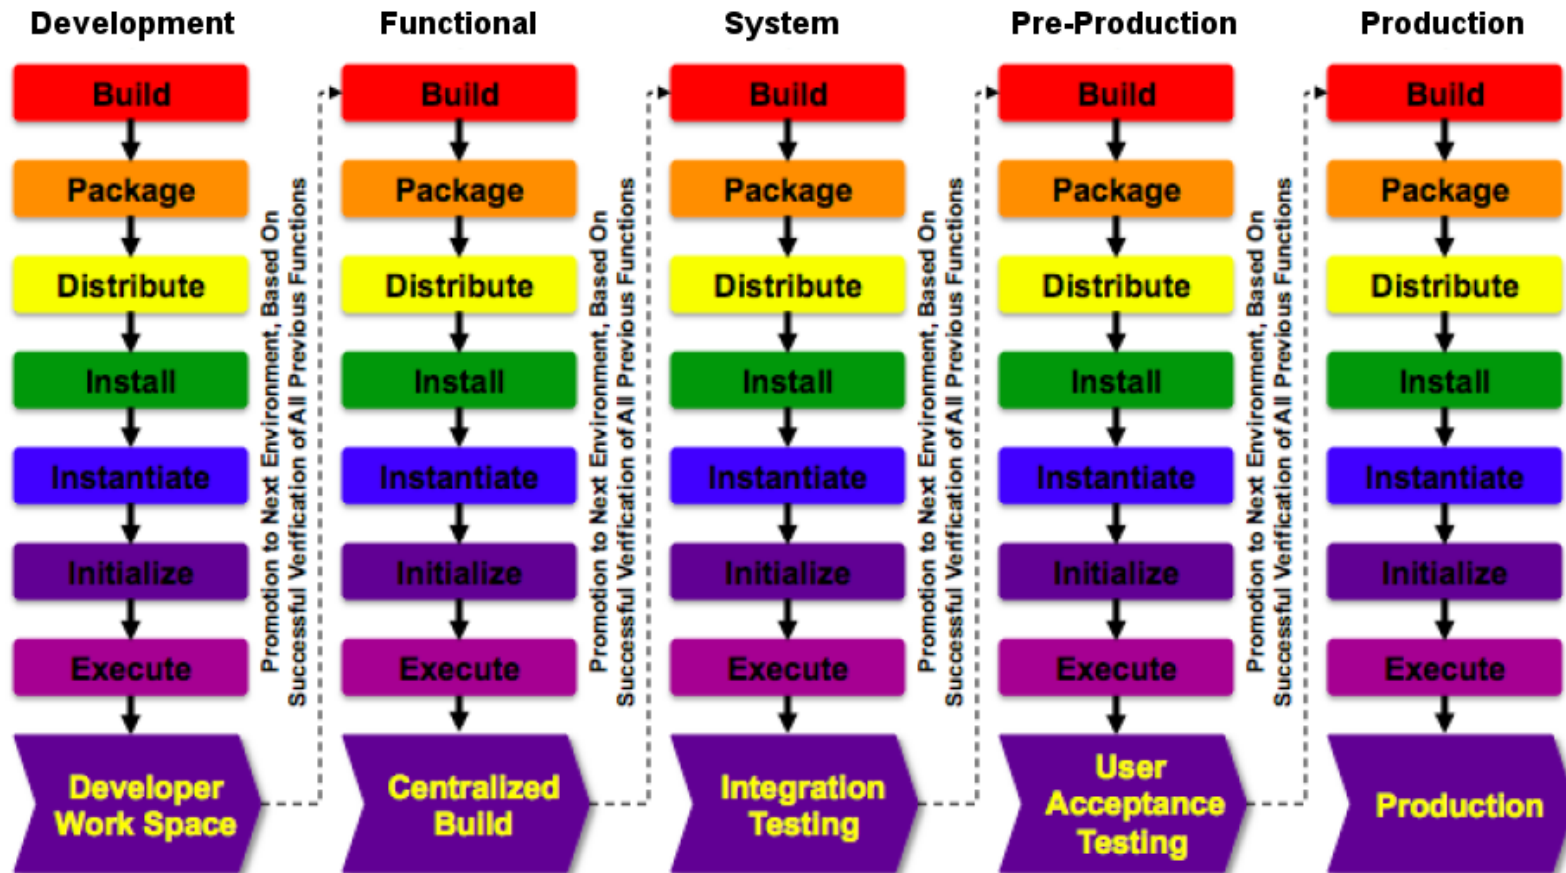 Development
Functional
System
Pre-Production
Production
Build
Package
Distribute
Install
Instantiate
Initialize
Execute
Developer
Work Space
Promotion to Next Environment, Based On
Successful Verification of All Previous Functions
Build
Package
Distribute
Install
Instantiate
Initialize
Execute
Centralized
Build
Promotion to Next Environment, Based On
Successful Verification of All Previous Functions
Build
Package
Distribute
Install
Instantiate
Initialize
Execute
Integration
Testing
Promotion to Next Environment, Based On
Successful Verification of All Previous Functions
Build
Package
Distribute
Install
Instantiate
Initialize
Execute
User
Acceptance
Testing
Promotion to Next Environment, Based On
Successful Verification of All Previous Functions
Build
Package
Distribute
Install
Instantiate
Initialize
Execute
Production